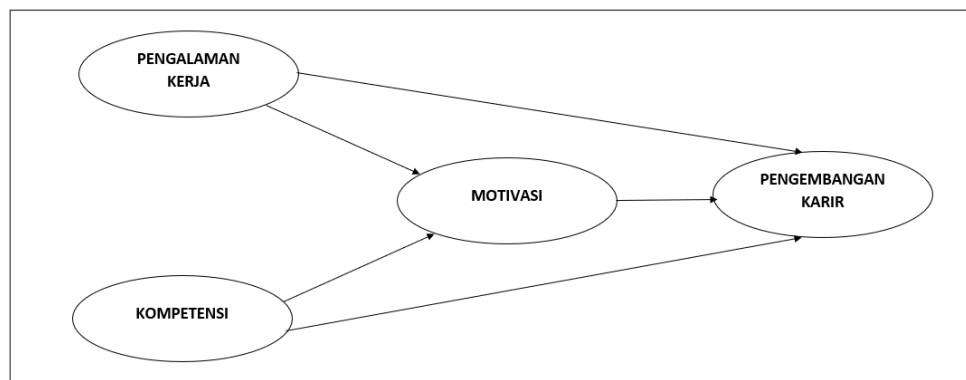 PENGALAMAN
KERJA
MOTIVASI
PENGEMBANGAN
KARIR
KOMPETENSI